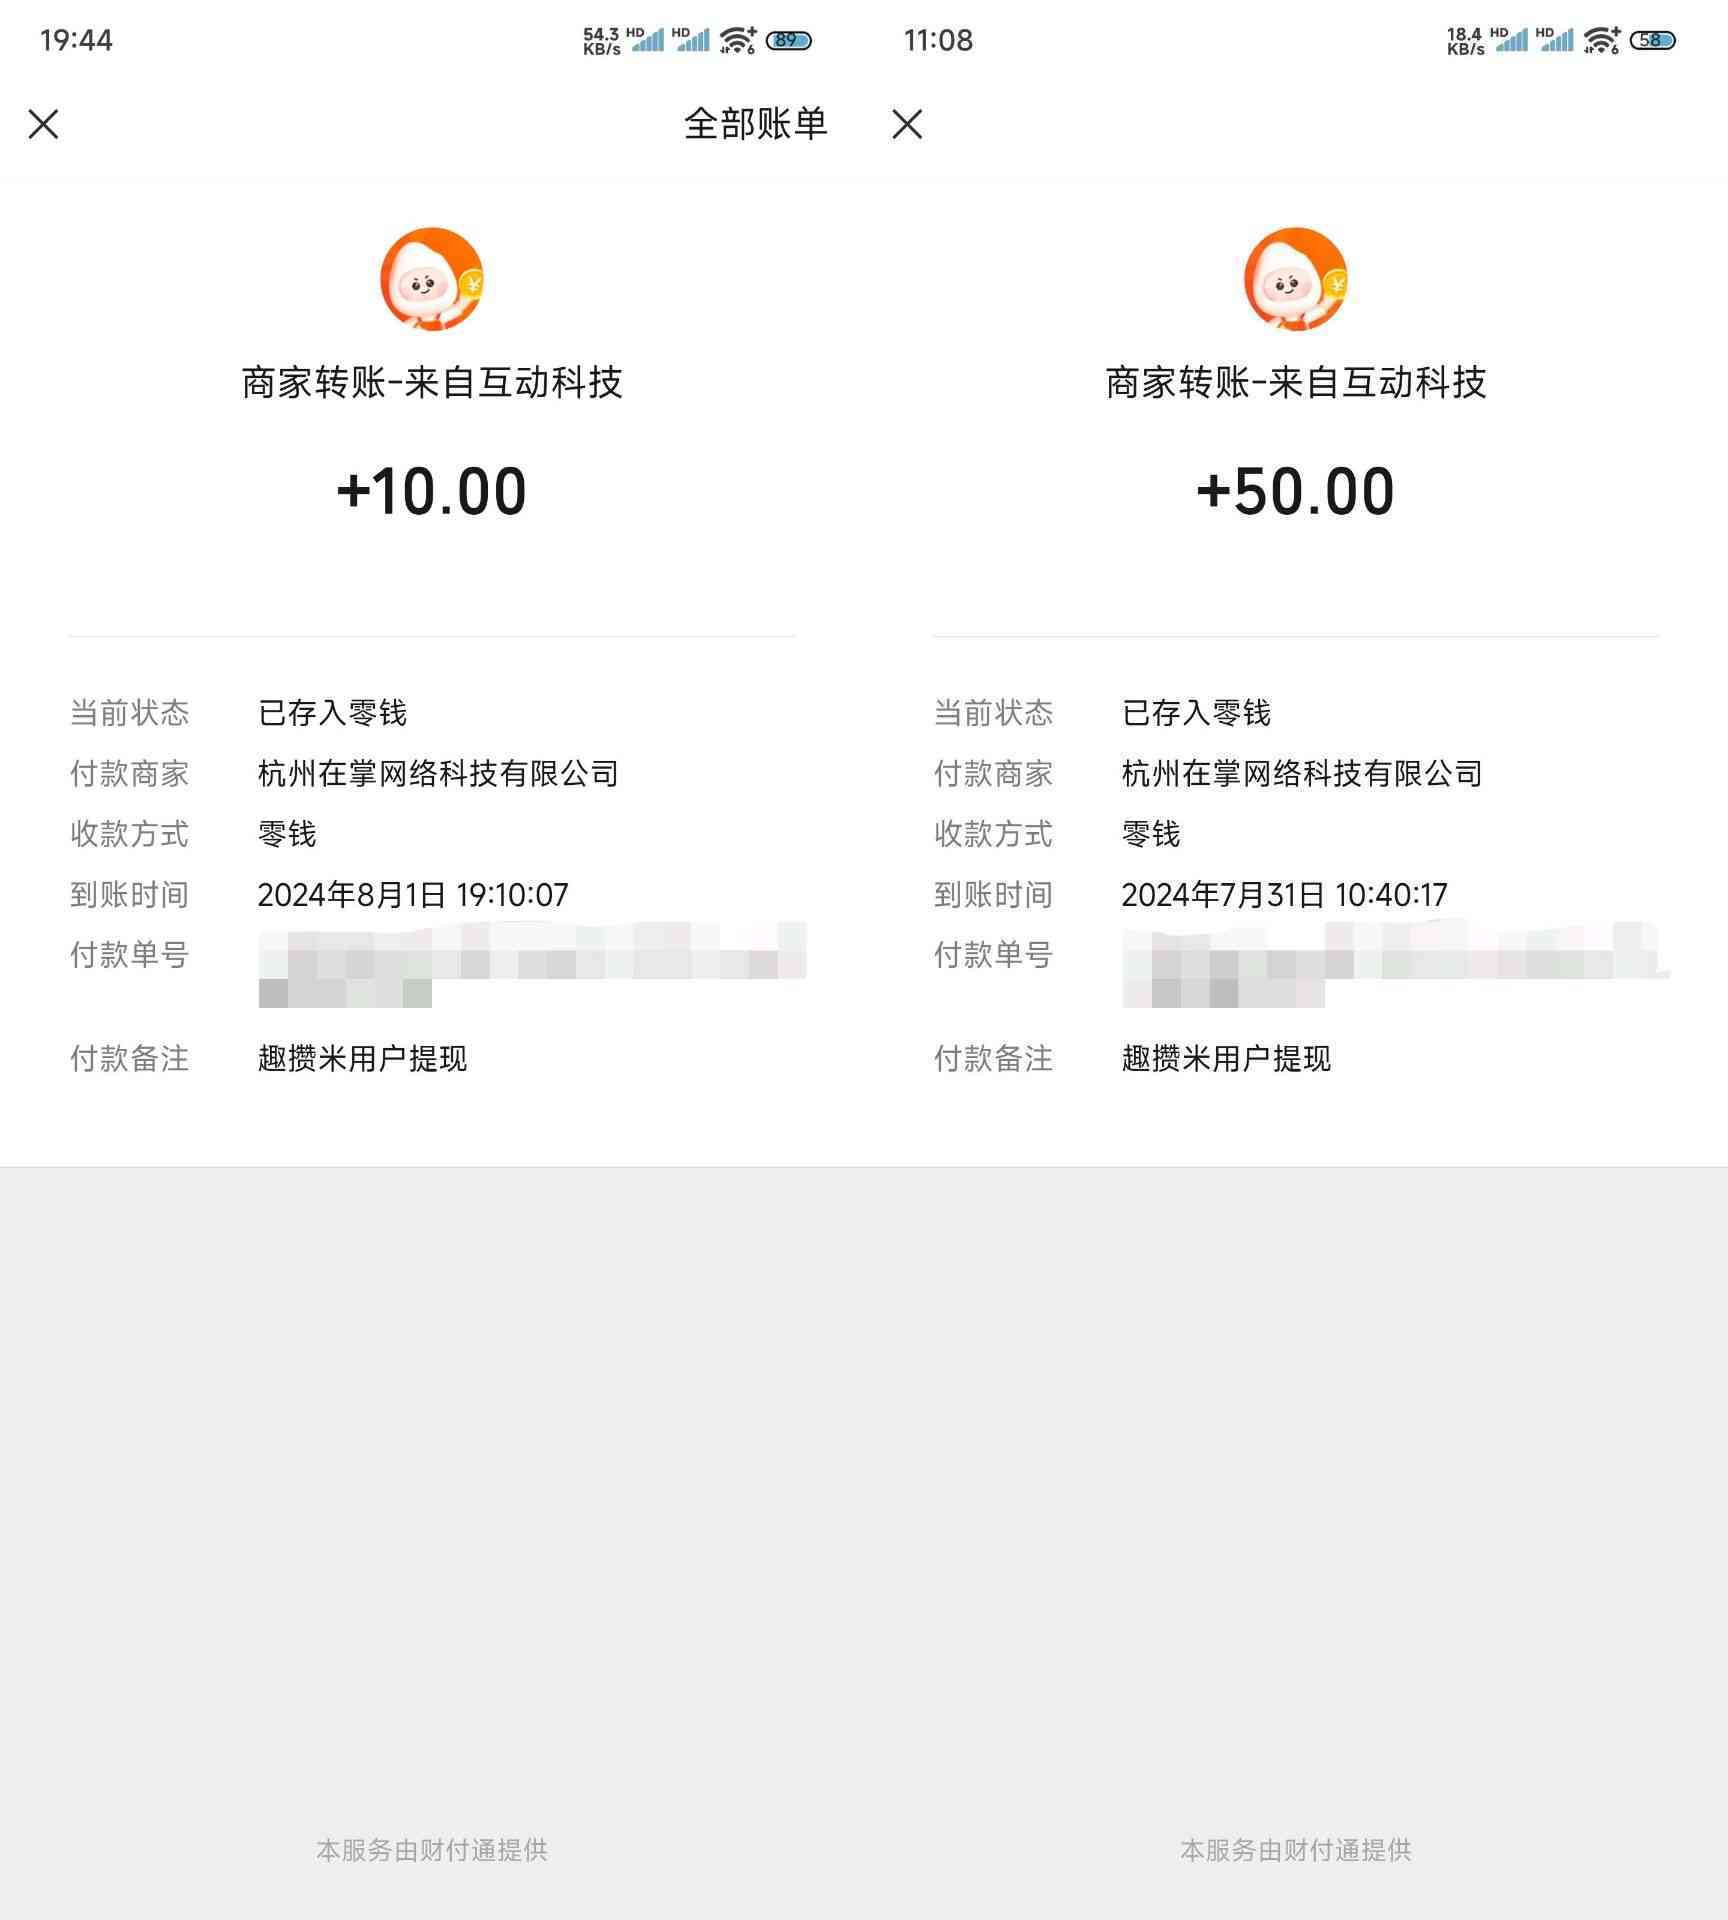 19:44
54.3 KB/s HD HD 6 89
全部账单
¥
商家转账-来自互动科技
+10.00
当前状态 已存入零钱
付款商家 杭州在掌网络科技有限公司
收款方式 零钱
到账时间 2024年8月1日 19:10:07
付款单号
付款备注 趣攒米用户提现
本服务由财付通提供
11:08
18.4 KB/s HD HD 6 58
¥
商家转账-来自互动科技
+50.00
当前状态 已存入零钱
付款商家 杭州在掌网络科技有限公司
收款方式 零钱
到账时间 2024年7月31日 10:40:17
付款单号
付款备注 趣攒米用户提现
本服务由财付通提供